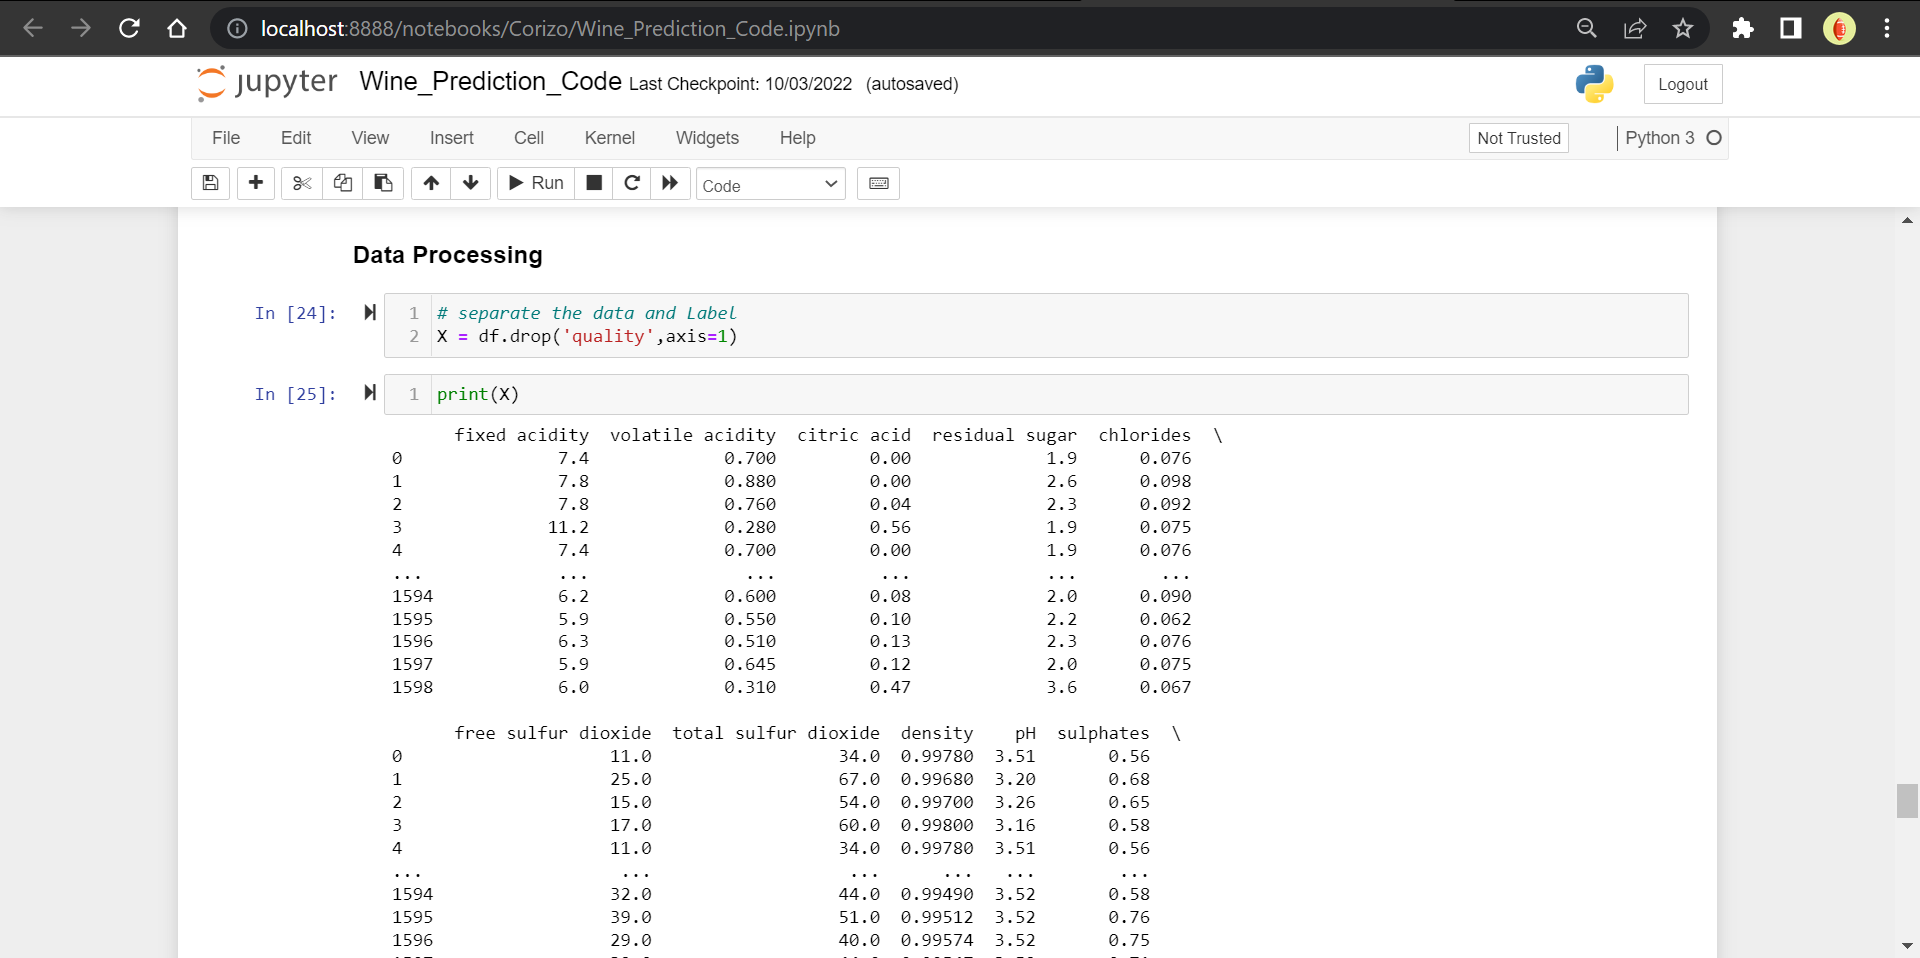 localhost:8888/notebooks/Corizo/Wine_Prediction_Code.ipynb
jupyter Wine_Prediction_Code Last Checkpoint: 10/03/2022 (autosaved) Logout
File Edit View Insert Cell Kernel Widgets Help Not Trusted Python 3
Run Code
Data Processing
In [24]: 1 # separate the data and Label
2 X = df.drop('quality',axis=1)
In [25]: 1 print(X)
fixed acidity volatile acidity citric acid residual sugar chlorides \
0 7.4 0.700 0.00 1.9 0.076
1 7.8 0.880 0.00 2.6 0.098
2 7.8 0.760 0.04 2.3 0.092
3 11.2 0.280 0.56 1.9 0.075
4 7.4 0.700 0.00 1.9 0.076
... ... ... ... ... ...
1594 6.2 0.600 0.08 2.0 0.090
1595 5.9 0.550 0.10 2.2 0.062
1596 6.3 0.510 0.13 2.3 0.076
1597 5.9 0.645 0.12 2.0 0.075
1598 6.0 0.310 0.47 3.6 0.067
free sulfur dioxide total sulfur dioxide density pH sulphates \
0 11.0 34.0 0.99780 3.51 0.56
1 25.0 67.0 0.99680 3.20 0.68
2 15.0 54.0 0.99700 3.26 0.65
3 17.0 60.0 0.99800 3.16 0.58
4 11.0 34.0 0.99780 3.51 0.56
... ... ... ... ... ...
1594 32.0 44.0 0.99490 3.52 0.58
1595 39.0 51.0 0.99512 3.52 0.76
1596 29.0 40.0 0.99574 3.52 0.75